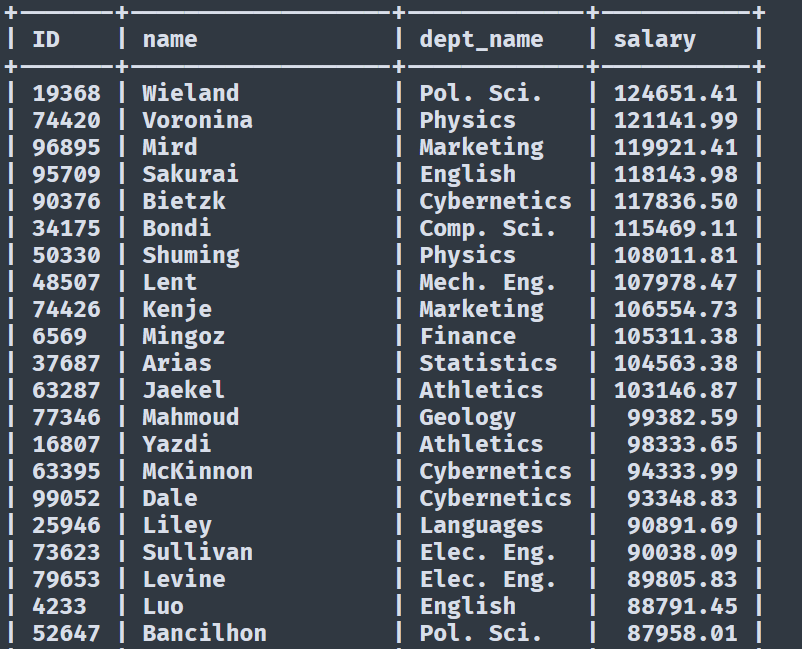 +-------+--------------------+-------------+-----------+
| ID    | name               | dept_name   | salary    |
+-------+--------------------+-------------+-----------+
| 19368 | Wieland            | Pol. Sci.   | 124651.41 |
| 74420 | Voronina           | Physics     | 121141.99 |
| 96895 | Mird               | Marketing   | 119921.41 |
| 95709 | Sakurai            | English     | 118143.98 |
| 90376 | Bietzk             | Cybernetics | 117836.50 |
| 34175 | Bondi              | Comp. Sci.  | 115469.11 |
| 50330 | Shuming            | Physics     | 108011.81 |
| 48507 | Lent               | Mech. Eng.  | 107978.47 |
| 74426 | Kenje              | Marketing   | 106554.73 |
| 6569  | Mingoz             | Finance     | 105311.38 |
| 37687 | Arias              | Statistics  | 104563.38 |
| 63287 | Jaekel             | Athletics   | 103146.87 |
| 77346 | Mahmoud            | Geology     |  99382.59 |
| 16807 | Yazdi              | Athletics   |  98333.65 |
| 63395 | McKinnon           | Cybernetics |  94333.99 |
| 99052 | Dale               | Cybernetics |  93348.83 |
| 25946 | Liley              | Languages   |  90891.69 |
| 73623 | Sullivan           | Elec. Eng.  |  90038.09 |
| 79653 | Levine             | Elec. Eng.  |  89805.83 |
| 4233  | Luo                | English     |  88791.45 |
| 52647 | Bancilhon          | Pol. Sci.   |  87958.01 |